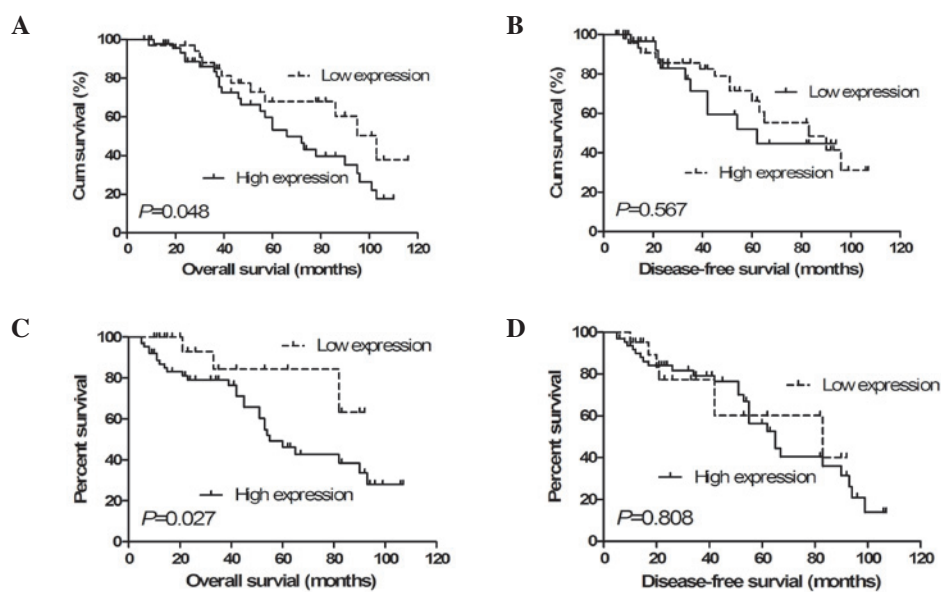 A
100
80
60
40
20
0
Cum survival (%)
Low expression
High expression
P=0.048
0 20 40 60 80 100 120
Overall survial (months)
B
100
80
60
40
20
0
Cum survival (%)
Low expression
High expression
P=0.567
0 20 40 60 80 100 120
Disease-free survial (months)
C
100
80
60
40
20
0
Percent survival
Low expression
High expression
P=0.027
0 20 40 60 80 100 120
Overall survial (months)
D
100
80
60
40
20
0
Percent survival
Low expression
High expression
P=0.808
0 20 40 60 80 100 120
Disease-free survial (months)